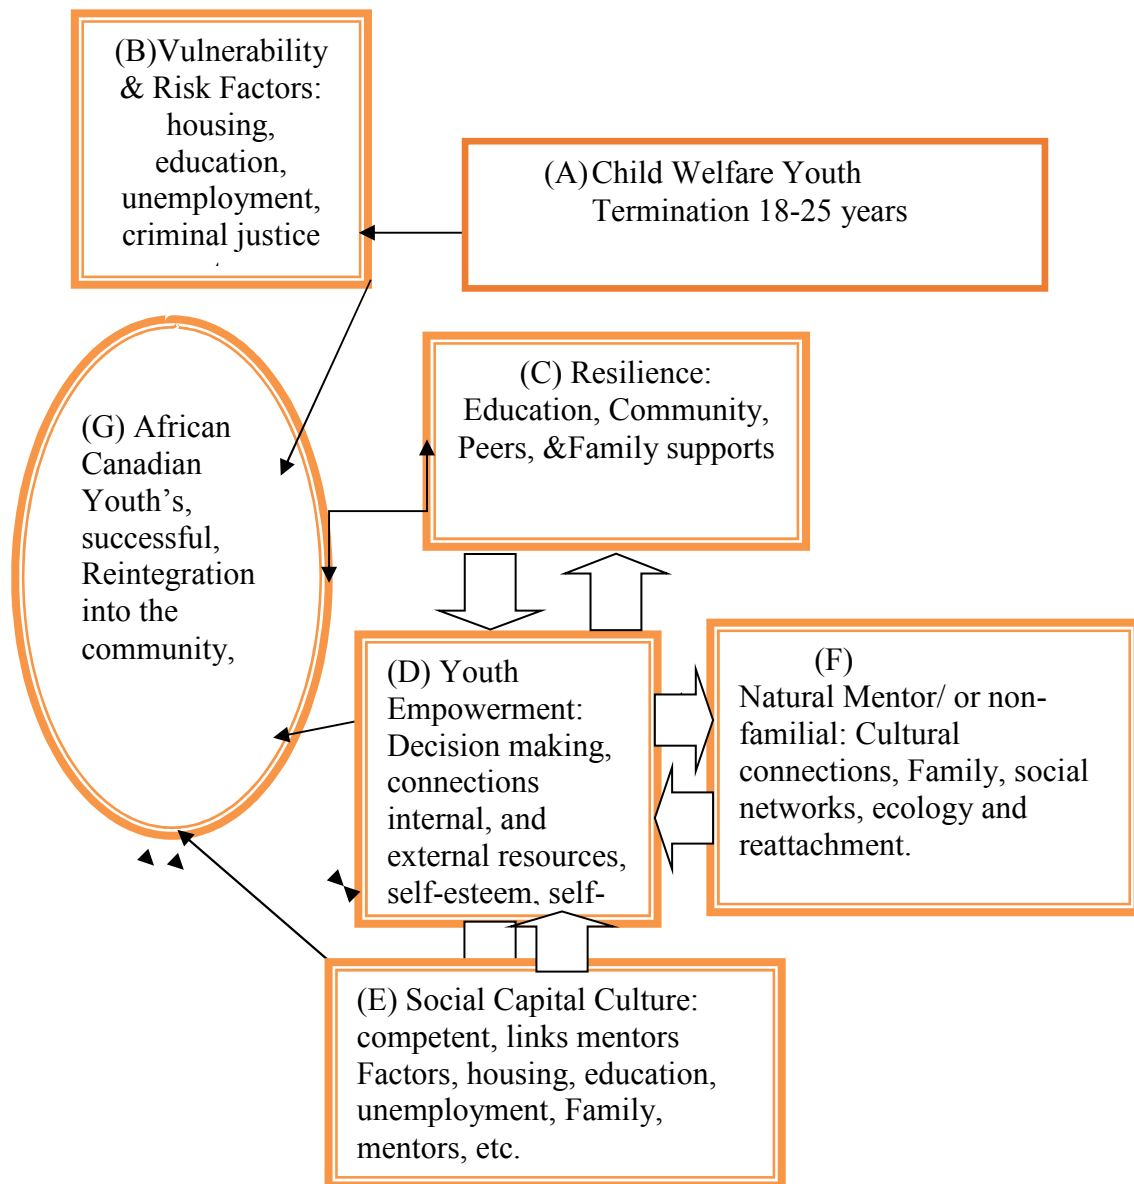 (B)Vulnerability
& Risk Factors:
housing,
education,
unemployment,
criminal justice
(A) Child Welfare Youth
Termination 18-25 years
(C) Resilience:
Education, Community,
Peers, &Family supports
(G) African
Canadian
Youth’s,
successful,
Reintegration
into the
community,
(D) Youth
Empowerment:
Decision making,
connections
internal, and
external resources,
self-esteem, self-
(F)
Natural Mentor/ or non-
familial: Cultural
connections, Family, social
networks, ecology and
reattachment.
(E) Social Capital Culture:
competent, links mentors
Factors, housing, education,
unemployment, Family,
mentors, etc.